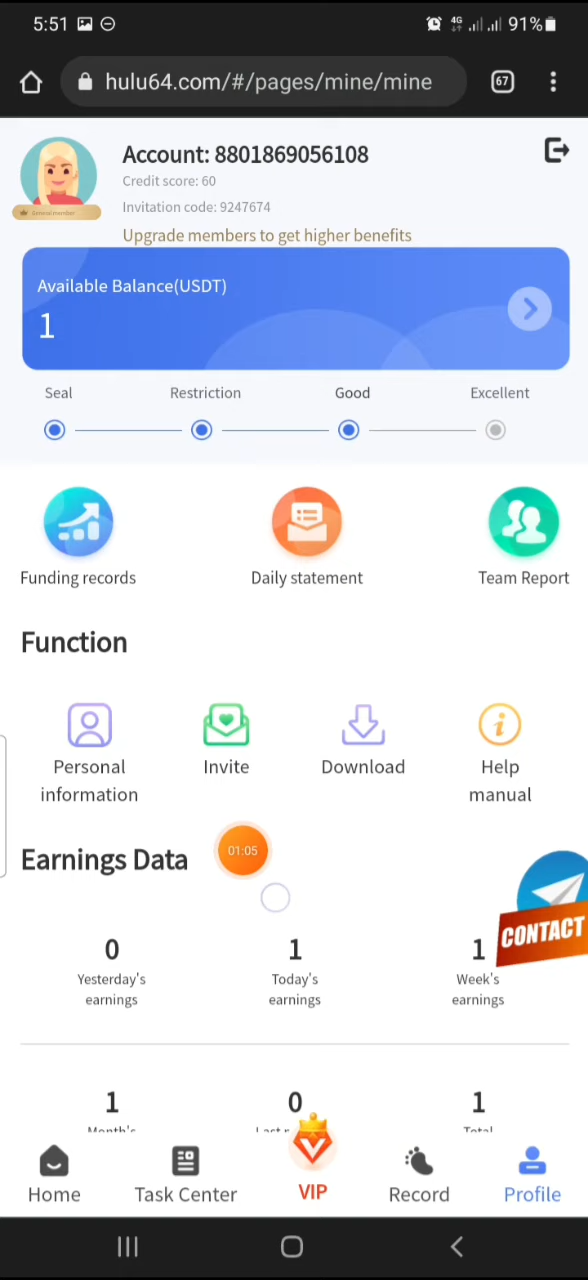 5:51 4G 91%
hulu64.com/#/pages/mine/mine 67
Account: 8801869056108
Credit score: 60
Invitation code: 9247674
General member
Upgrade members to get higher benefits
Available Balance(USDT)
1
Seal Restriction Good Excellent
Funding records Daily statement Team Report
Function
Personal information Invite Download Help manual
Earnings Data 01:05
CONTACT
0 1 1
Yesterday's earnings Today's earnings Week's earnings
1 0 1
Month's Total
Home Task Center VIP Record Profile